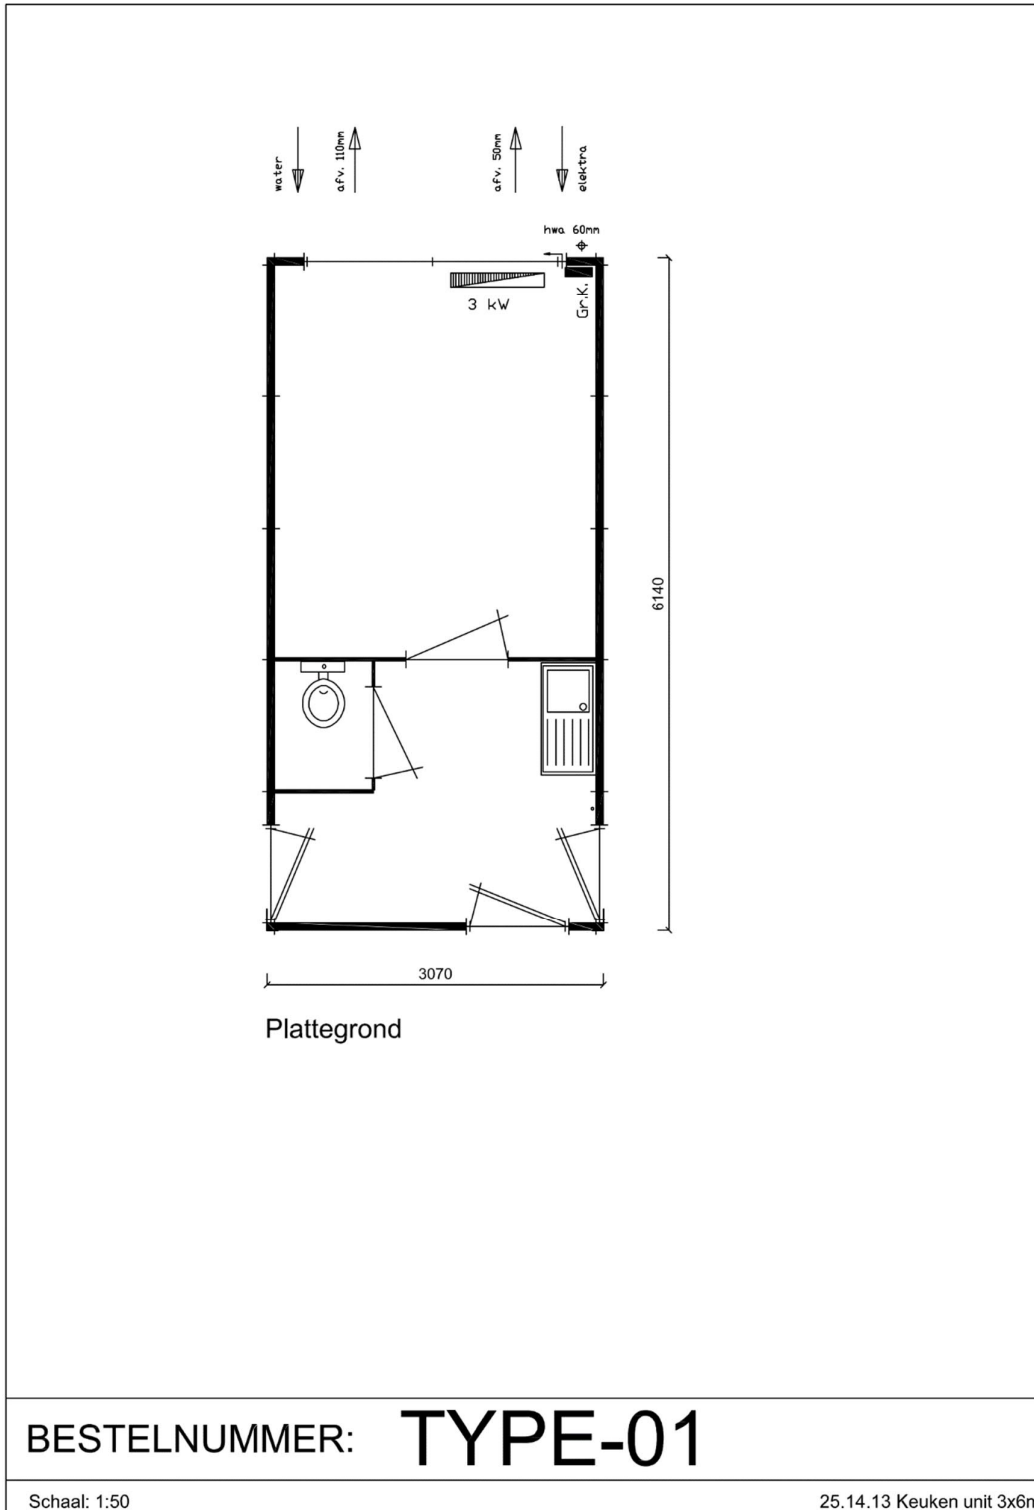 water
afv. 110mm
afv. 50mm
elektra
hwa 60mm
3 kW
Gr.K.
6140
3070
Plattegrond
BESTELNUMMER: TYPE-01
Schaal: 1:50
25.14.13 Keuken unit 3x6m